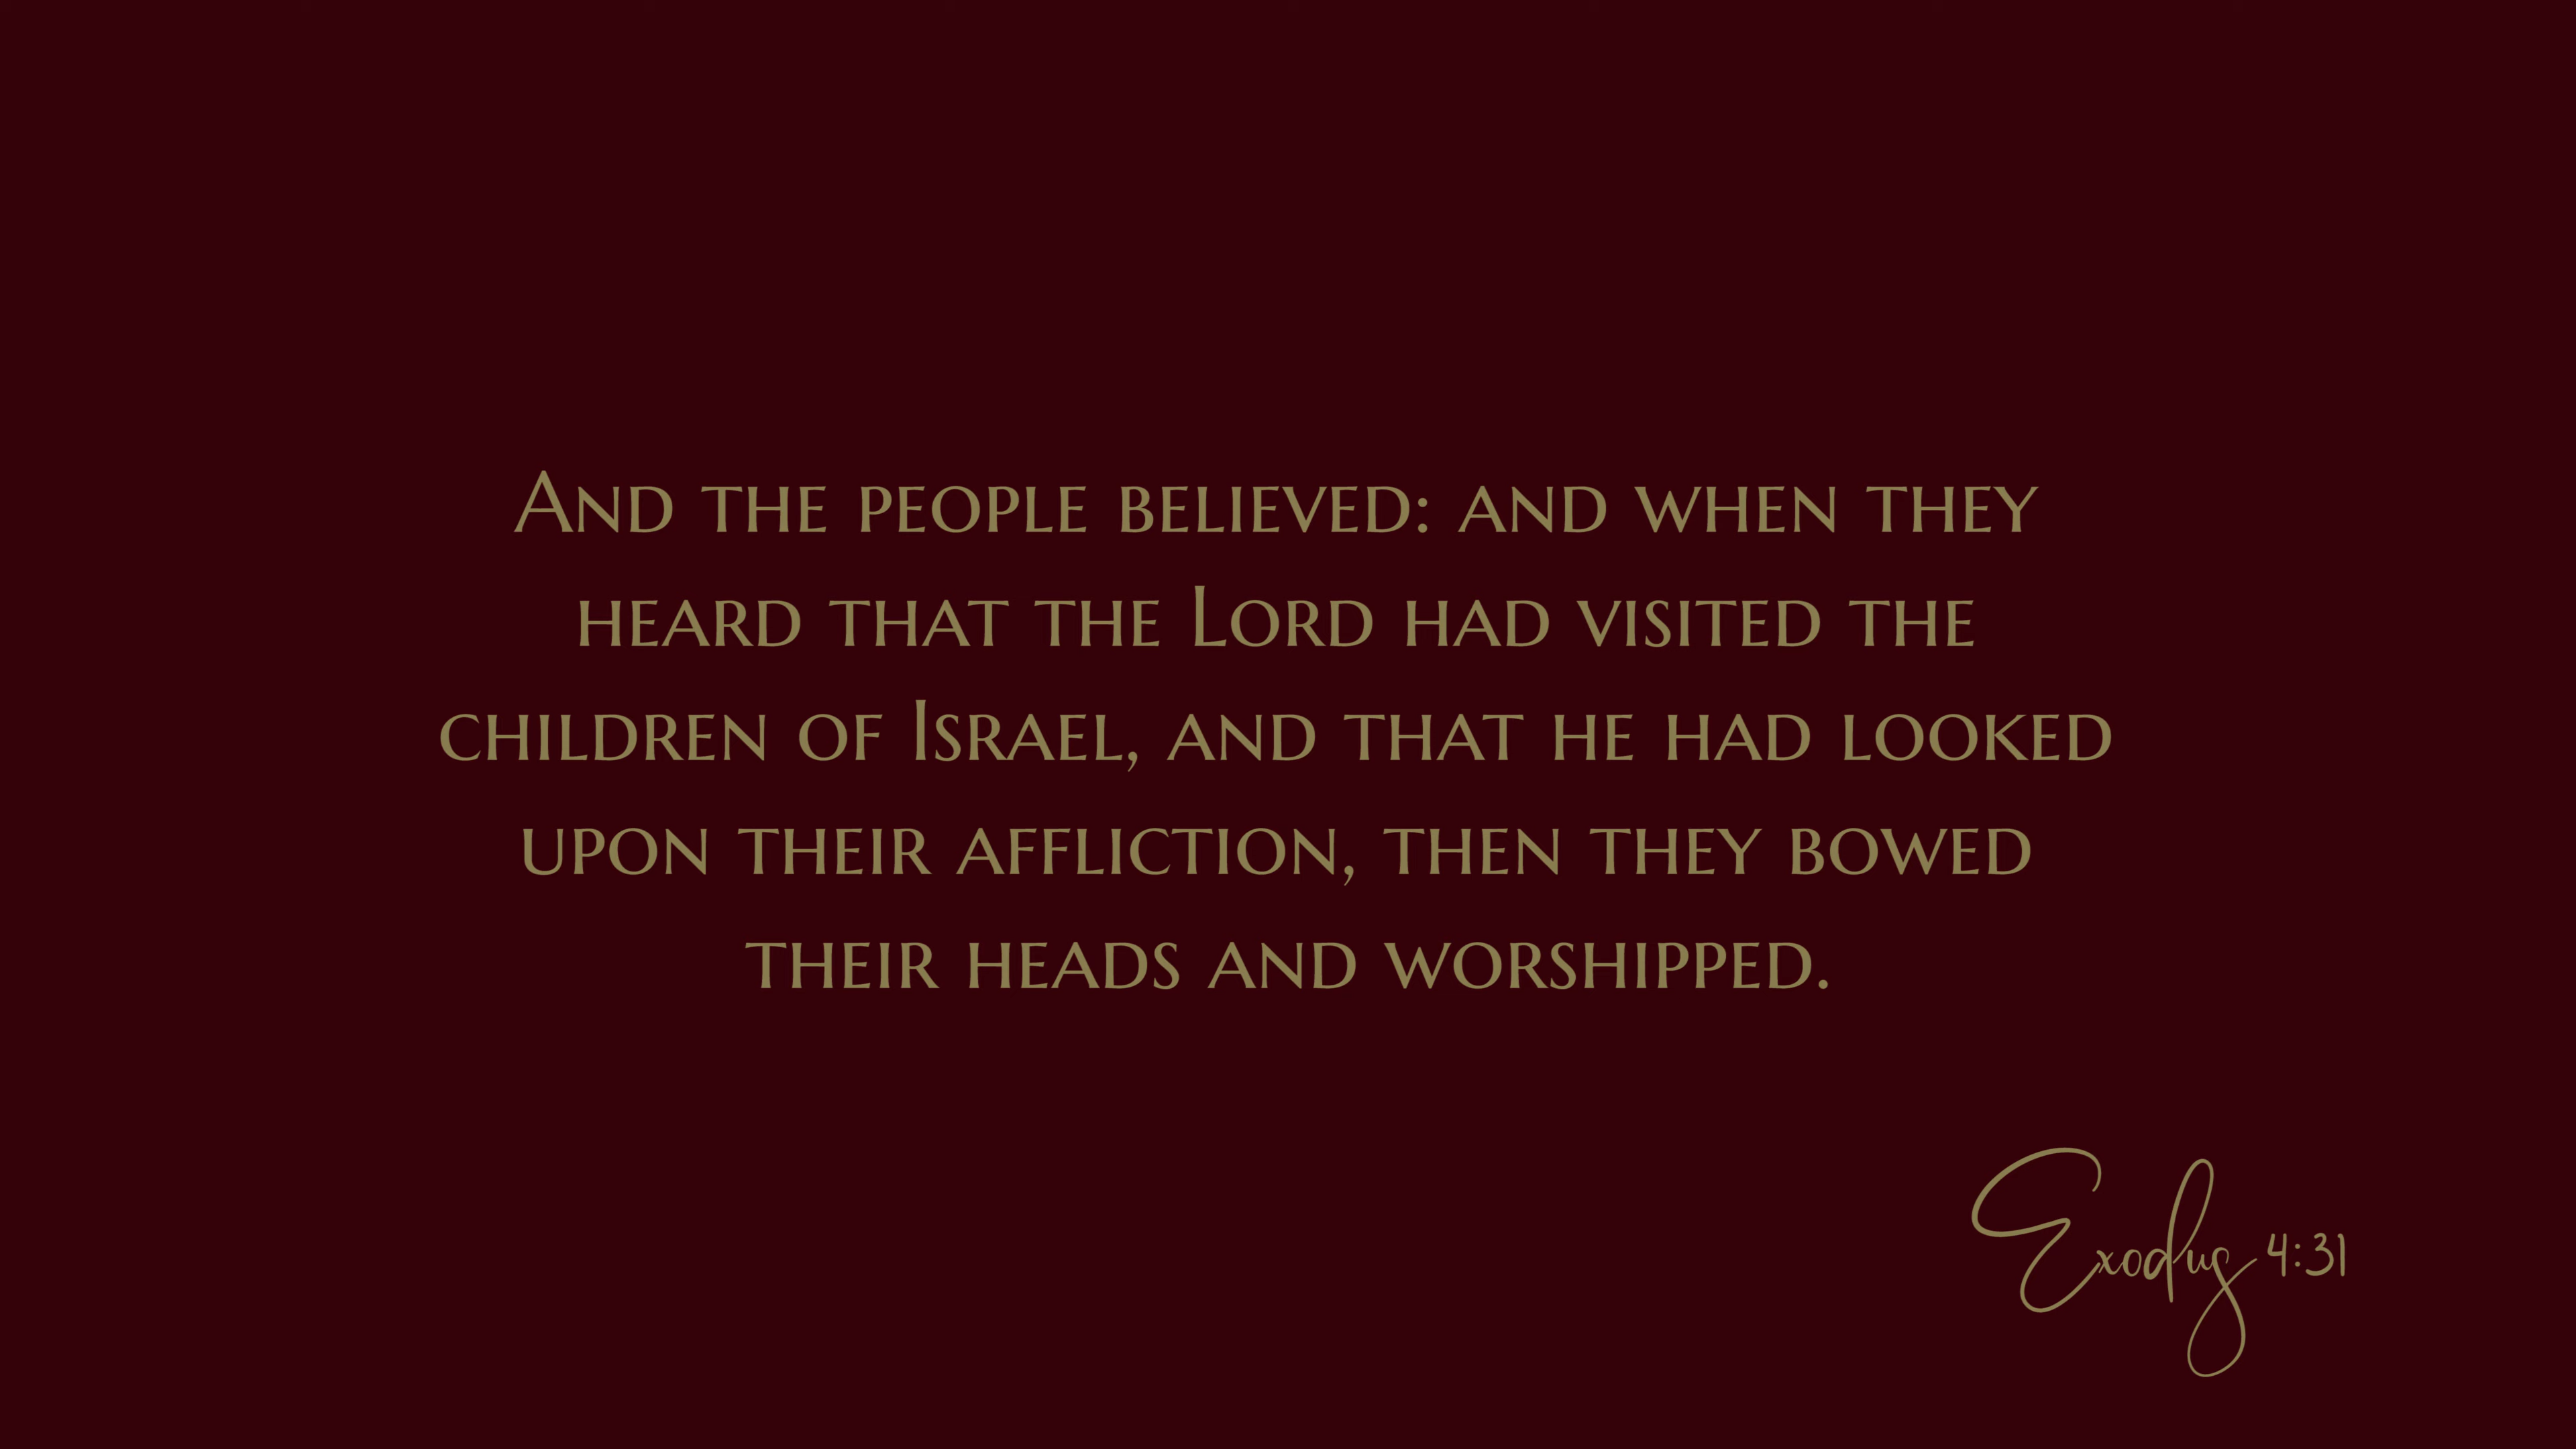 And the people believed: and when they
heard that the Lord had visited the
children of Israel, and that he had looked
upon their affliction, then they bowed
their heads and worshipped.
Exodus 4:31